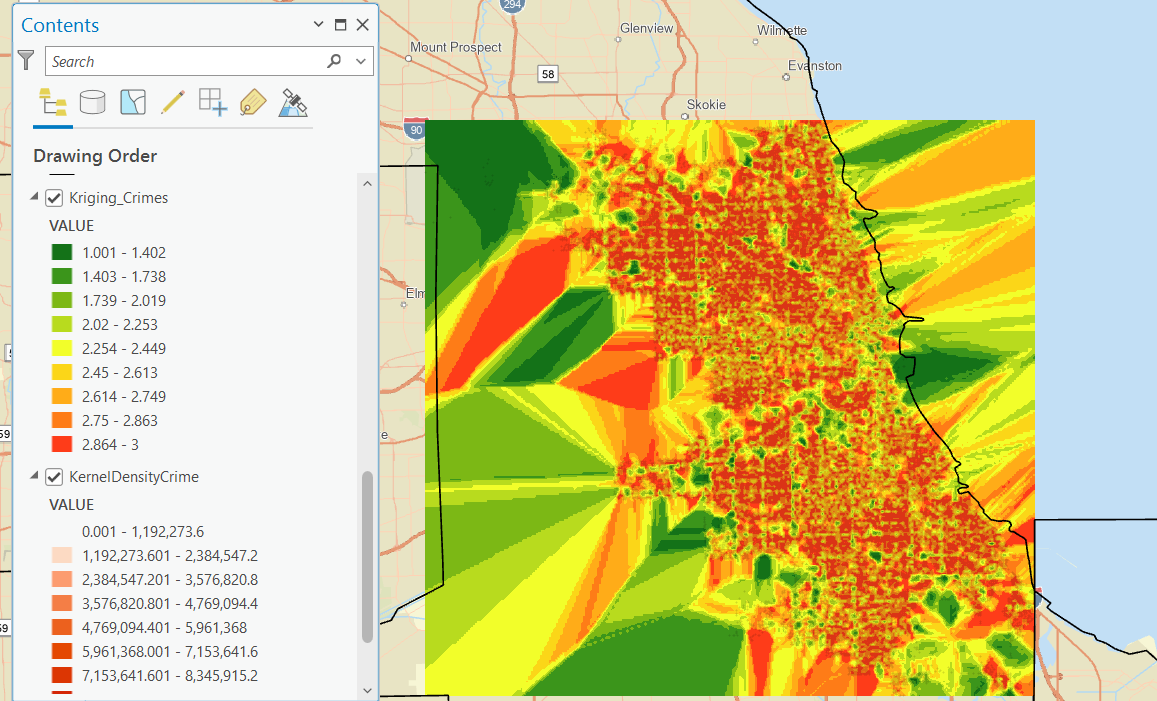 Contents
Search
Drawing Order
Kriging_Crimes
VALUE
1.001 - 1.402
1.403 - 1.738
1.739 - 2.019
2.02 - 2.253
2.254 - 2.449
2.45 - 2.613
2.614 - 2.749
2.75 - 2.863
2.864 - 3
KernelDensityCrime
VALUE
0.001 - 1,192,273.6
1,192,273.601 - 2,384,547.2
2,384,547.201 - 3,576,820.8
3,576,820.801 - 4,769,094.4
4,769,094.401 - 5,961,368
5,961,368.001 - 7,153,641.6
7,153,641.601 - 8,345,915.2
294
Glenview
Wilmette
Mount Prospect
58
Evanston
Skokie
90
Elm
e
59
59